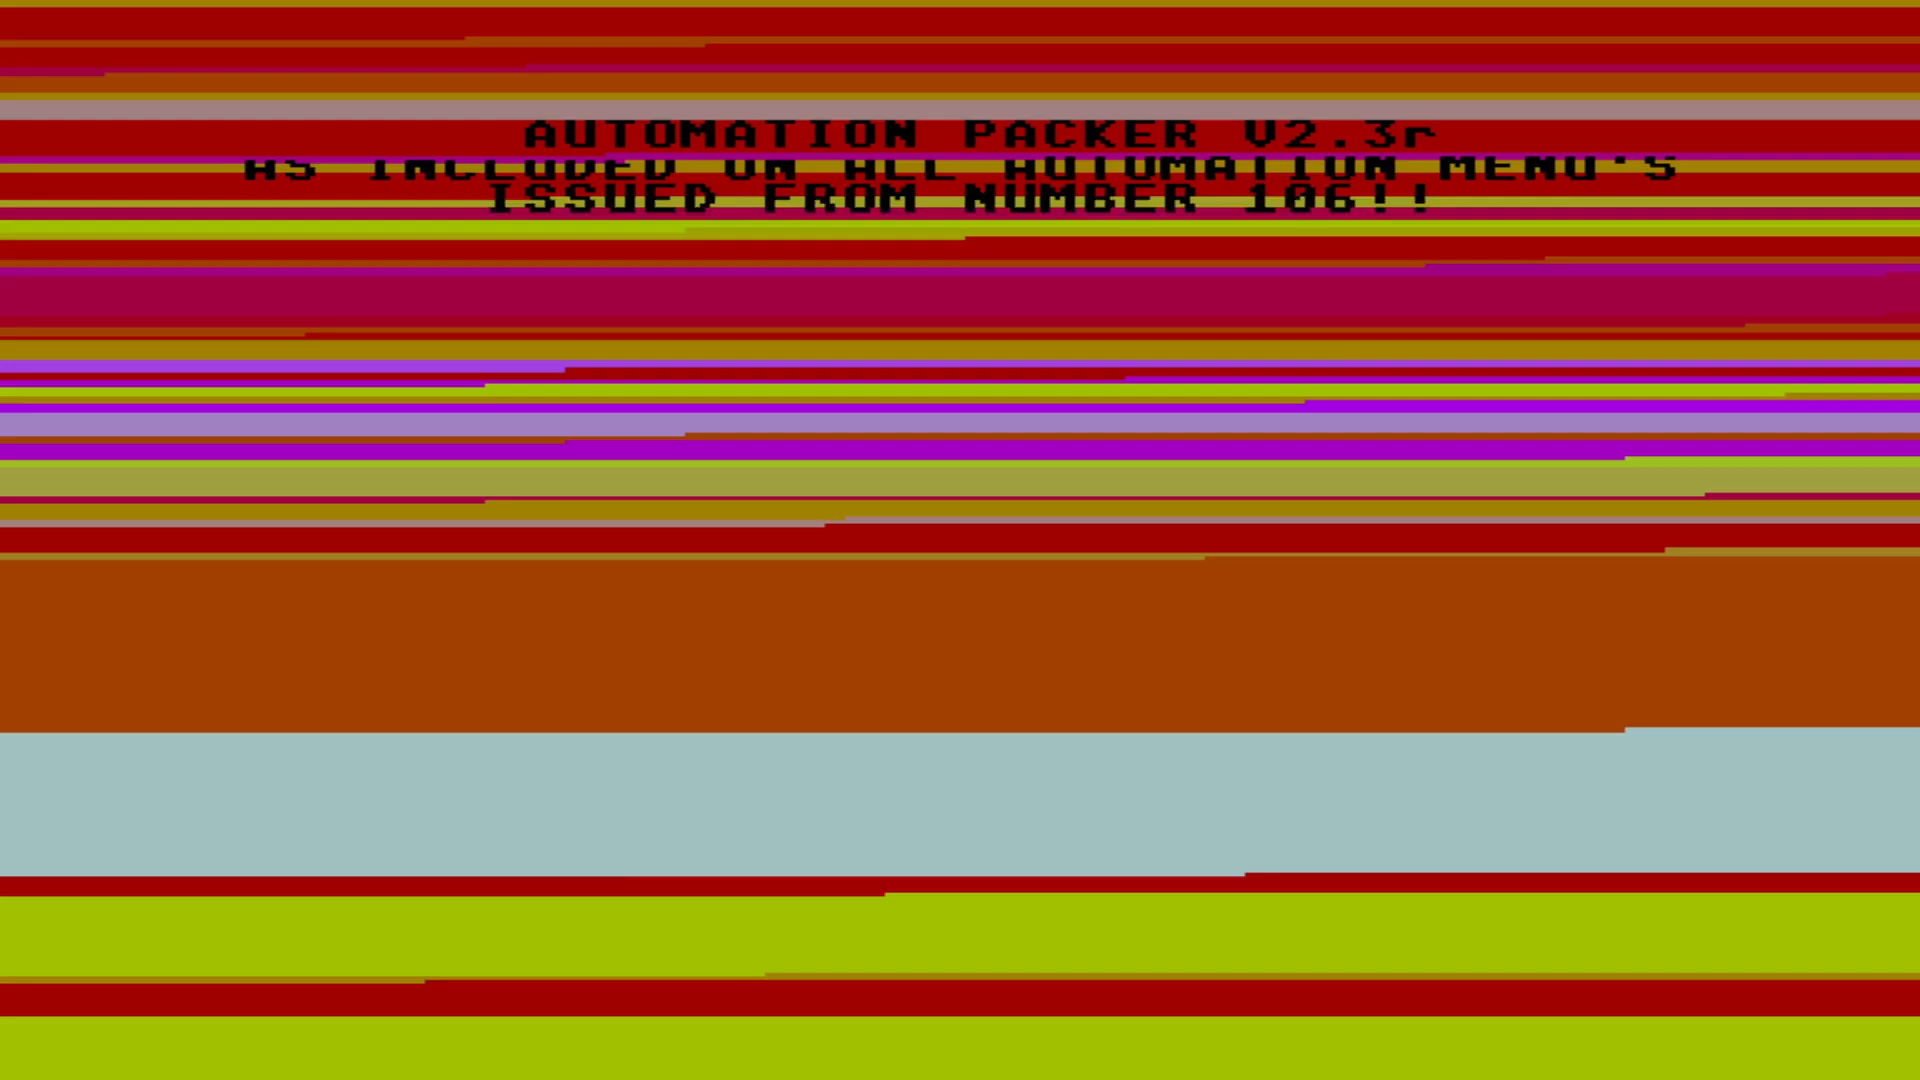 AUTOMATION PACKER V2.3r
AS INCLUDED ON ALL AUTOMATION MENU'S
ISSUED FROM NUMBER 106!!